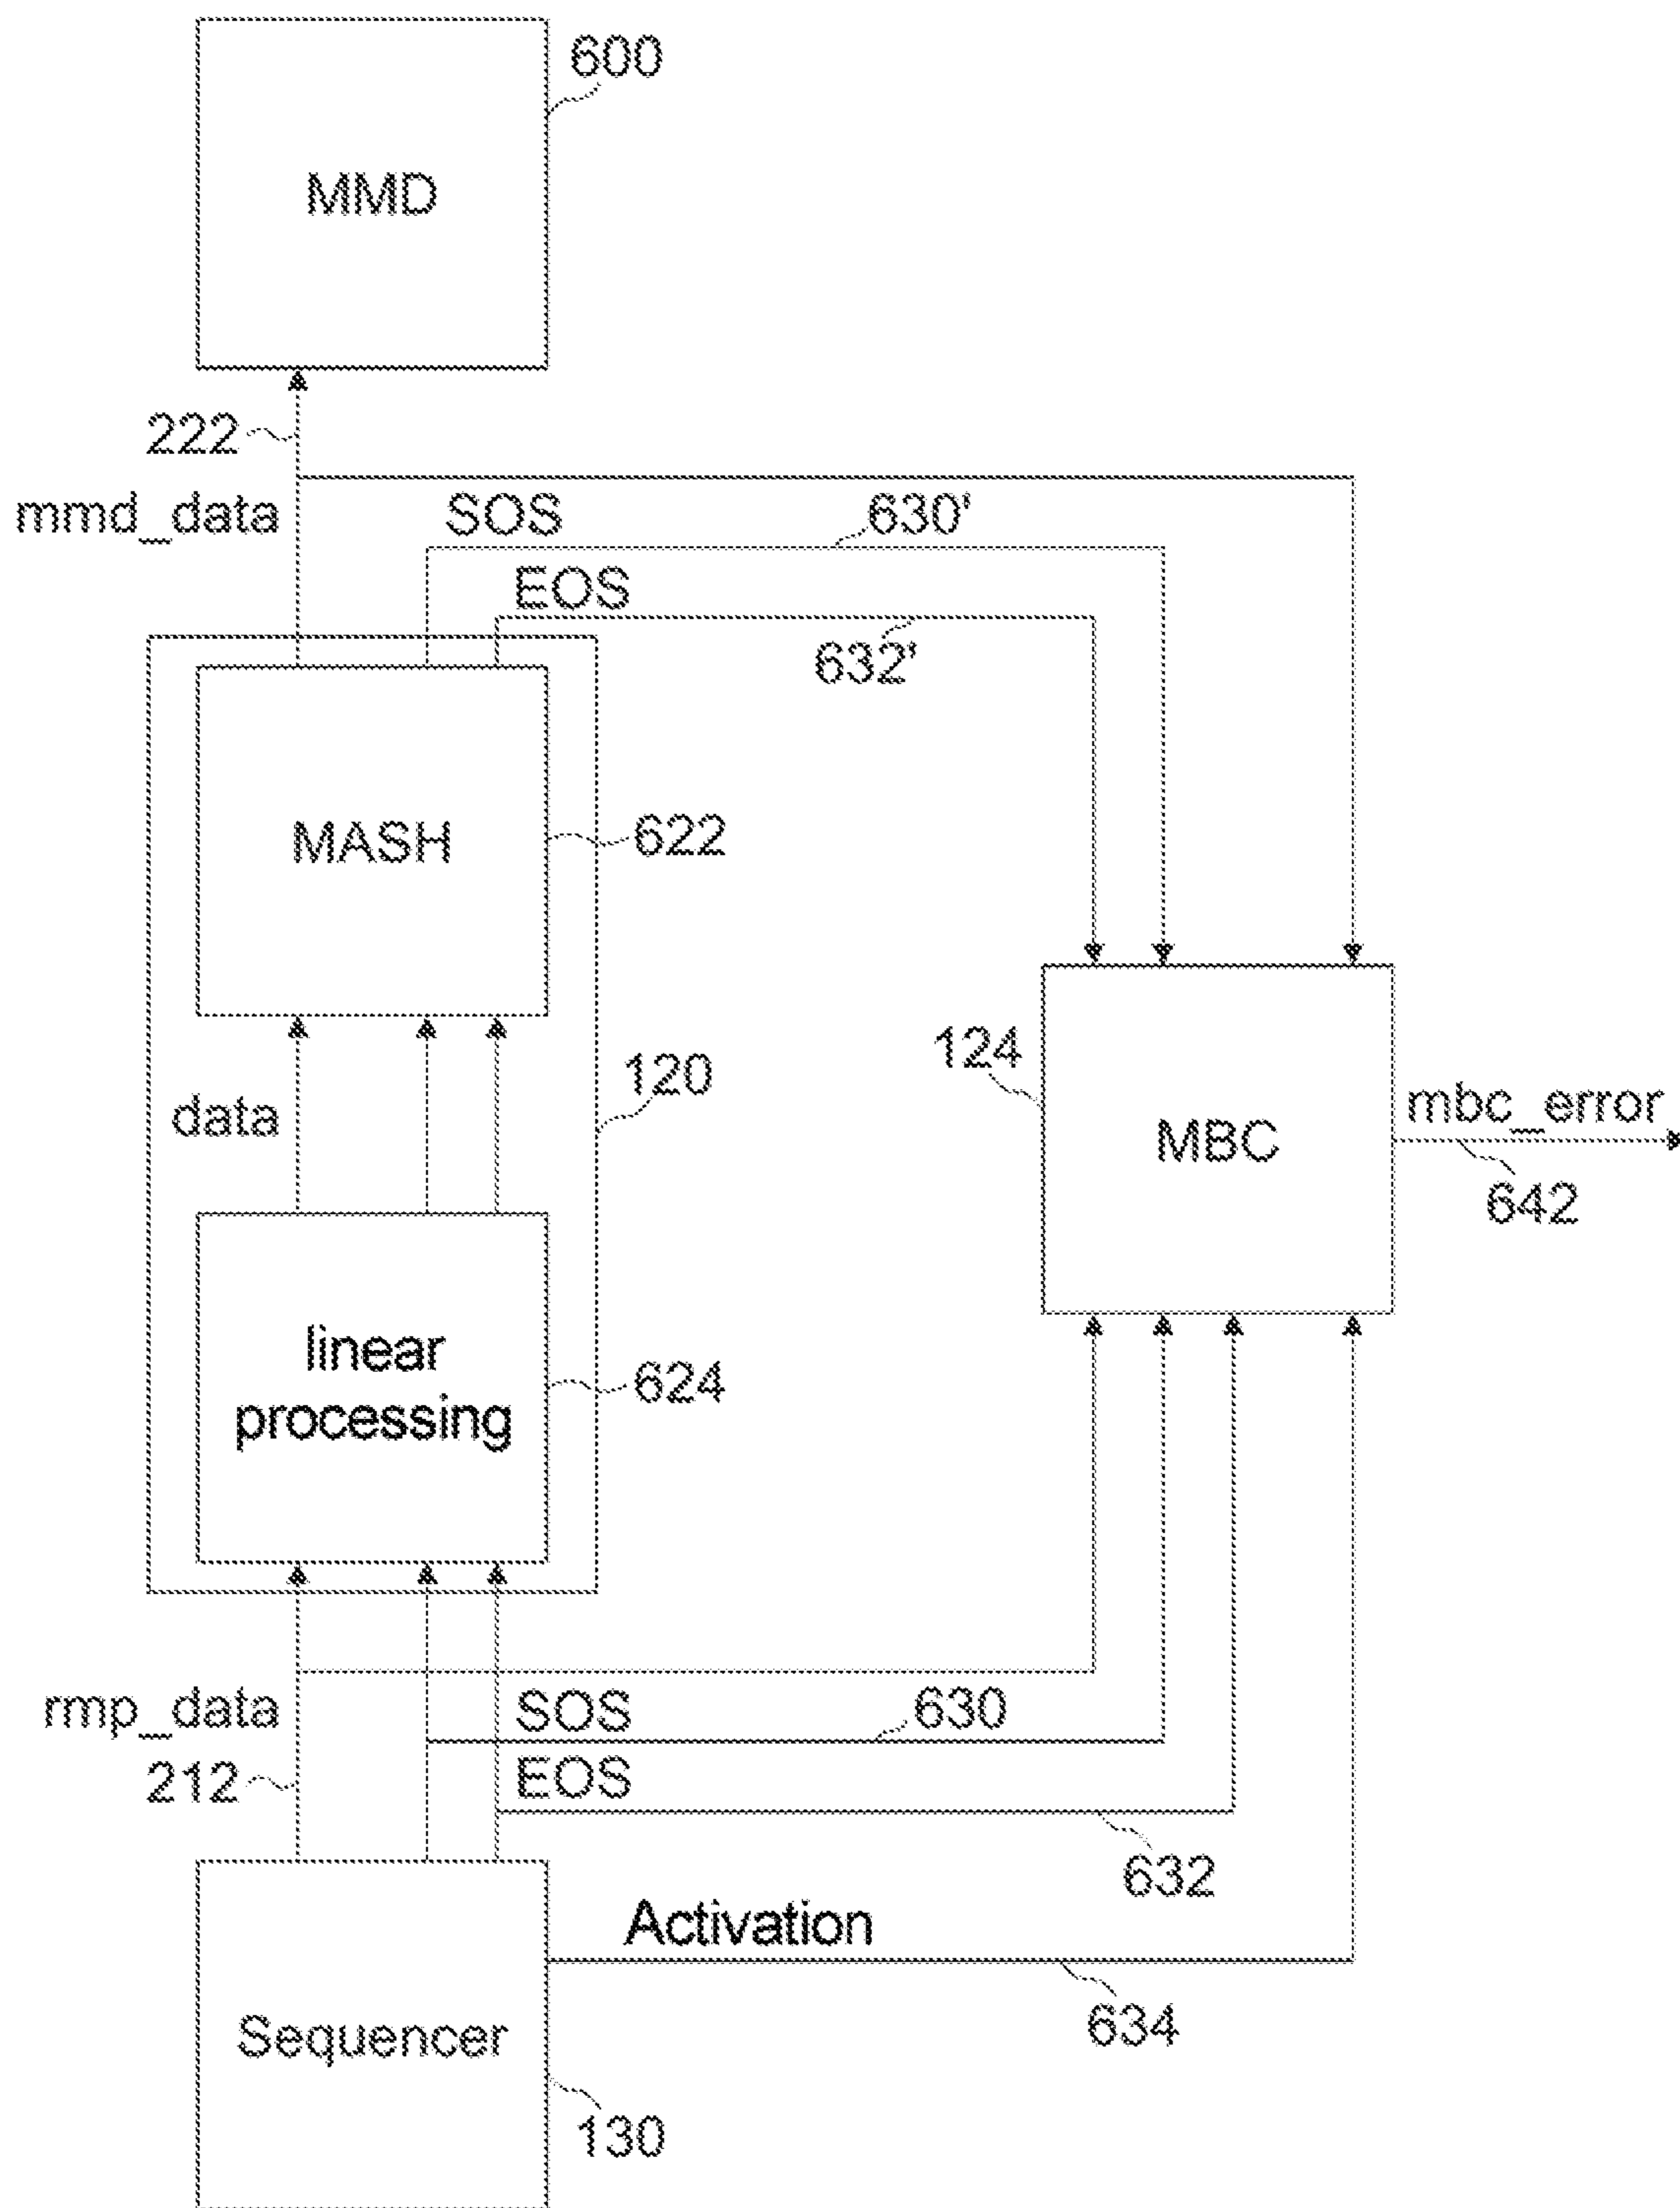 600
MMD
222
mmd_data
SOS
630'
EOS
632'
MASH
622
124
120
data
MBC
mbc_error
642
linear
processing
624
rmp_data
SOS
630
212
EOS
632
Activation
634
Sequencer
130